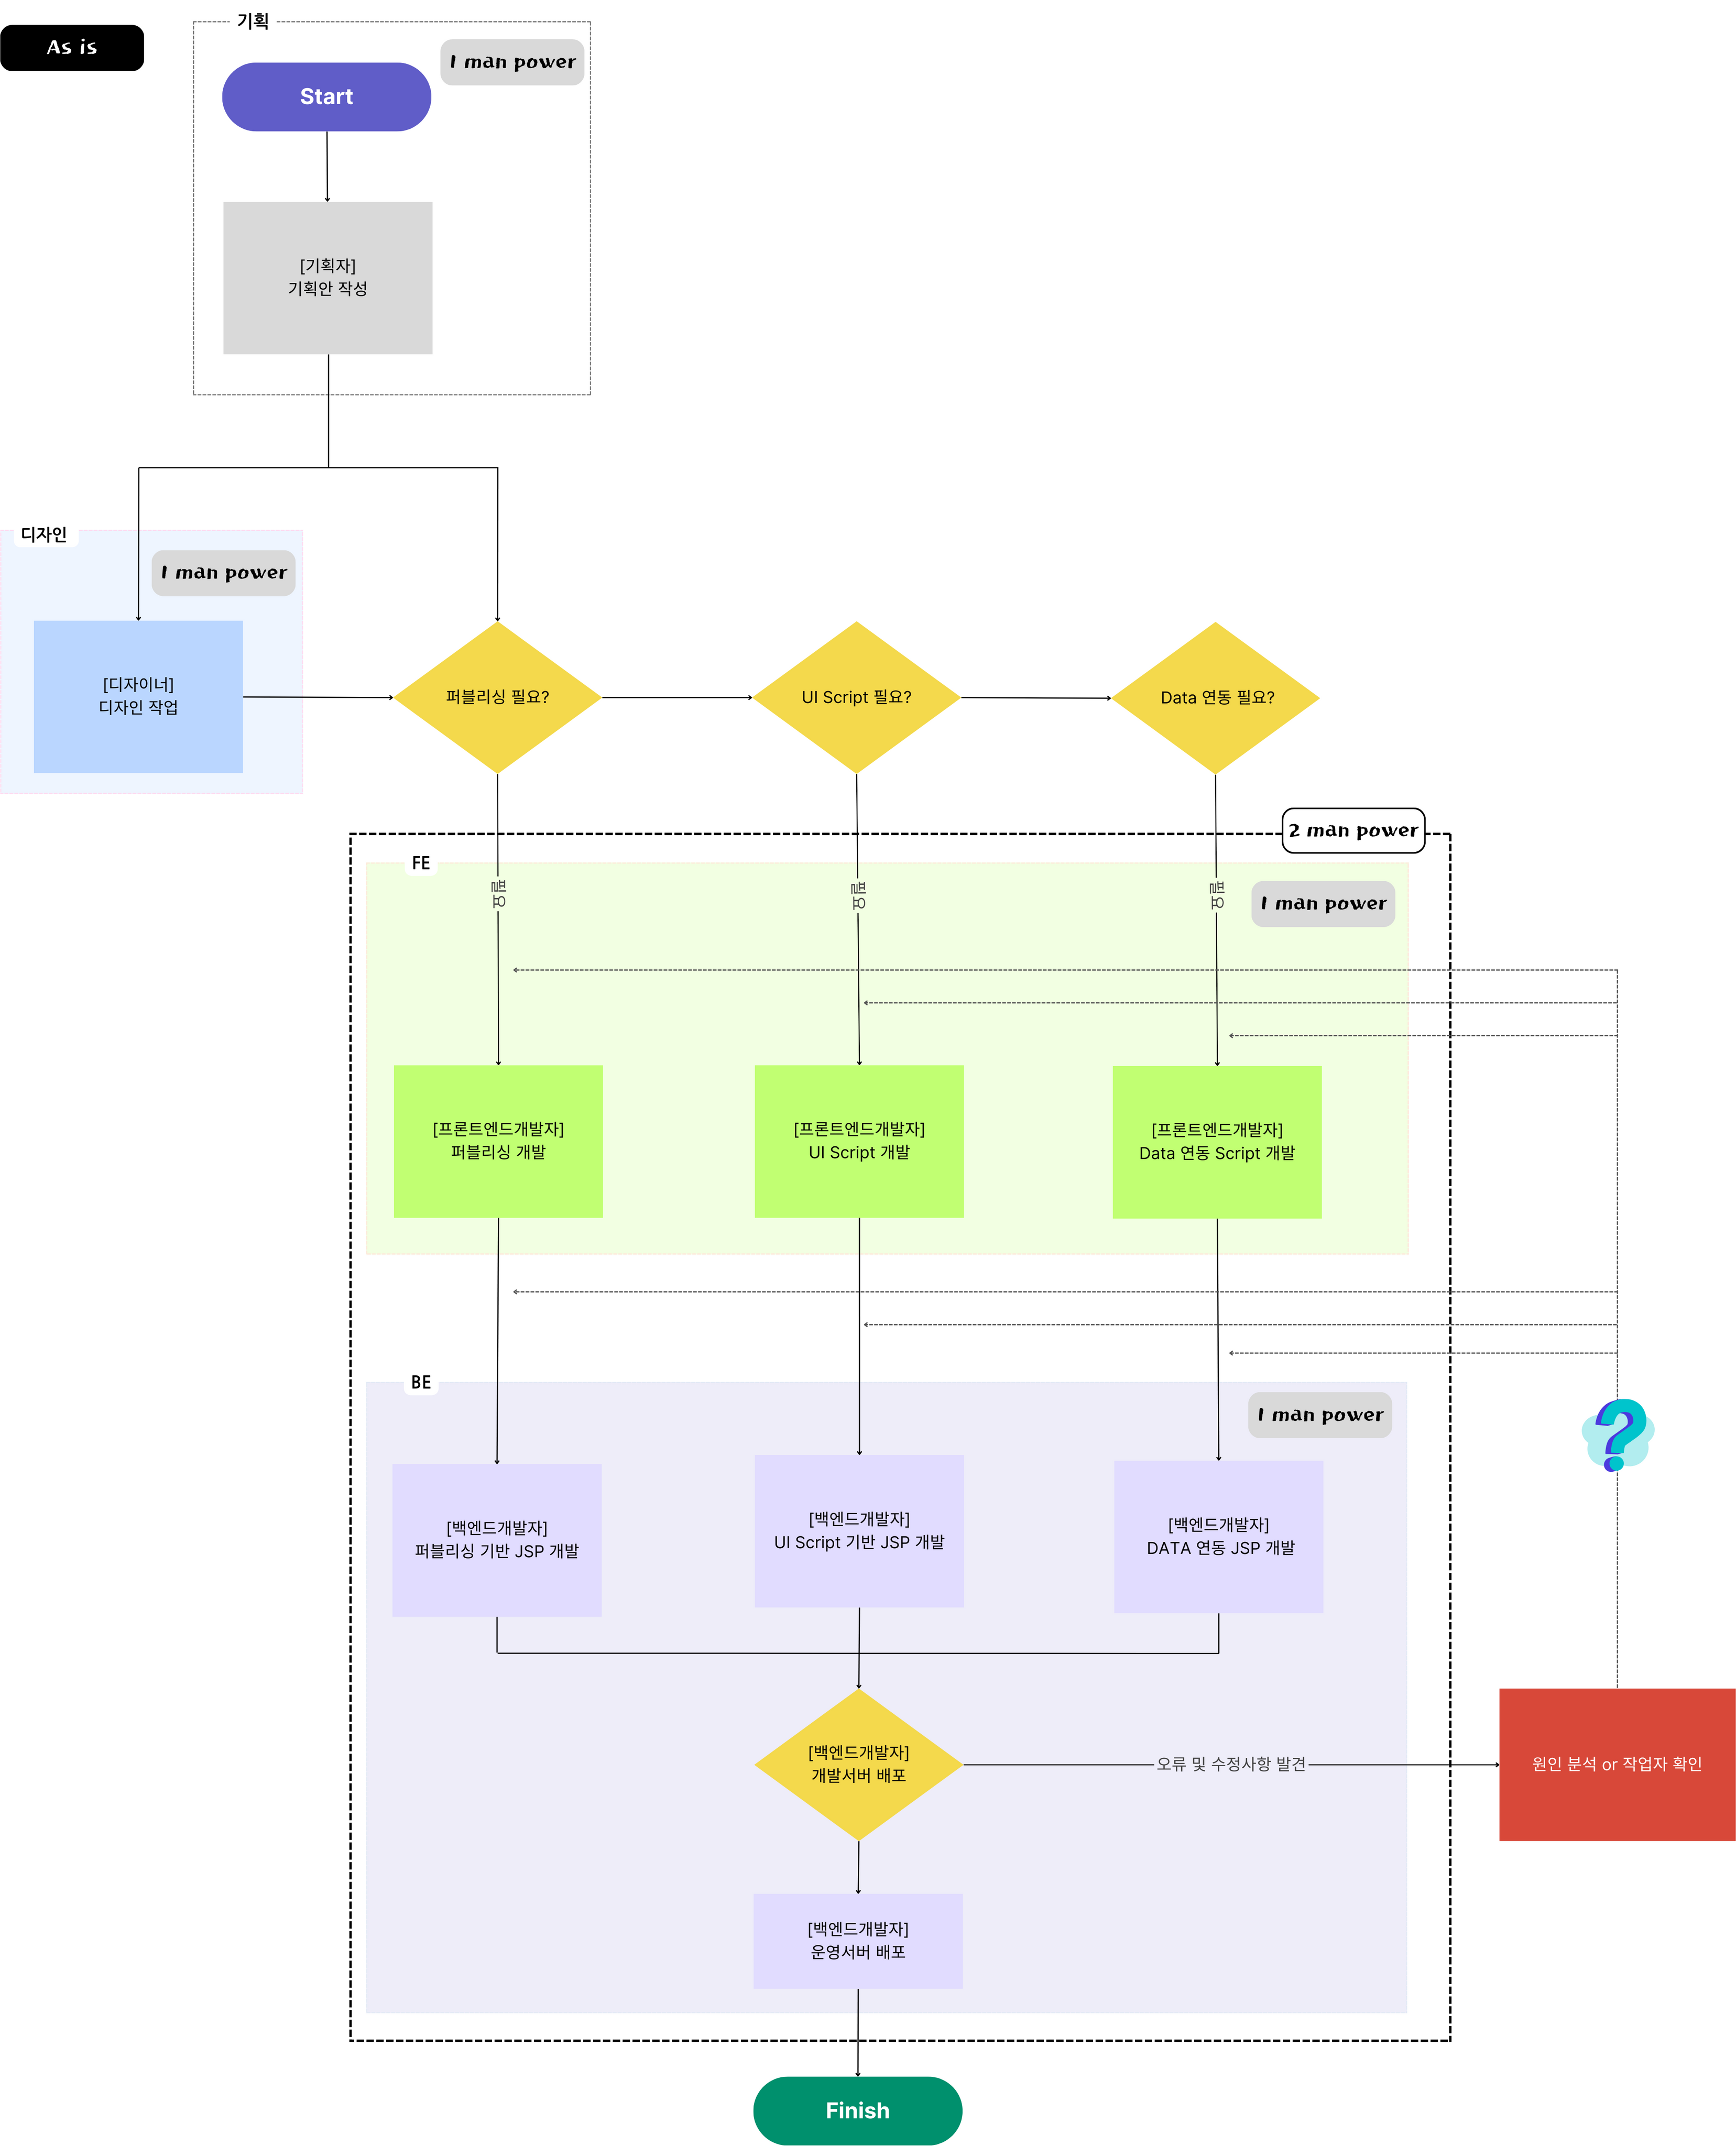 As is
기획
1 man power
Start
[기획자]
기획안 작성
디자인
1 man power
[디자이너]
디자인 작업
퍼블리싱 필요?
UI Script 필요?
Data 연동 필요?
2 man power
FE
필요
필요
필요
1 man power
[프론트엔드개발자]
퍼블리싱 개발
[프론트엔드개발자]
UI Script 개발
[프론트엔드개발자]
Data 연동 Script 개발
BE
1 man power
?
[백엔드개발자]
퍼블리싱 기반 JSP 개발
[백엔드개발자]
UI Script 기반 JSP 개발
[백엔드개발자]
DATA 연동 JSP 개발
[백엔드개발자]
개발서버 배포
오류 및 수정사항 발견
원인 분석 or 작업자 확인
[백엔드개발자]
운영서버 배포
Finish